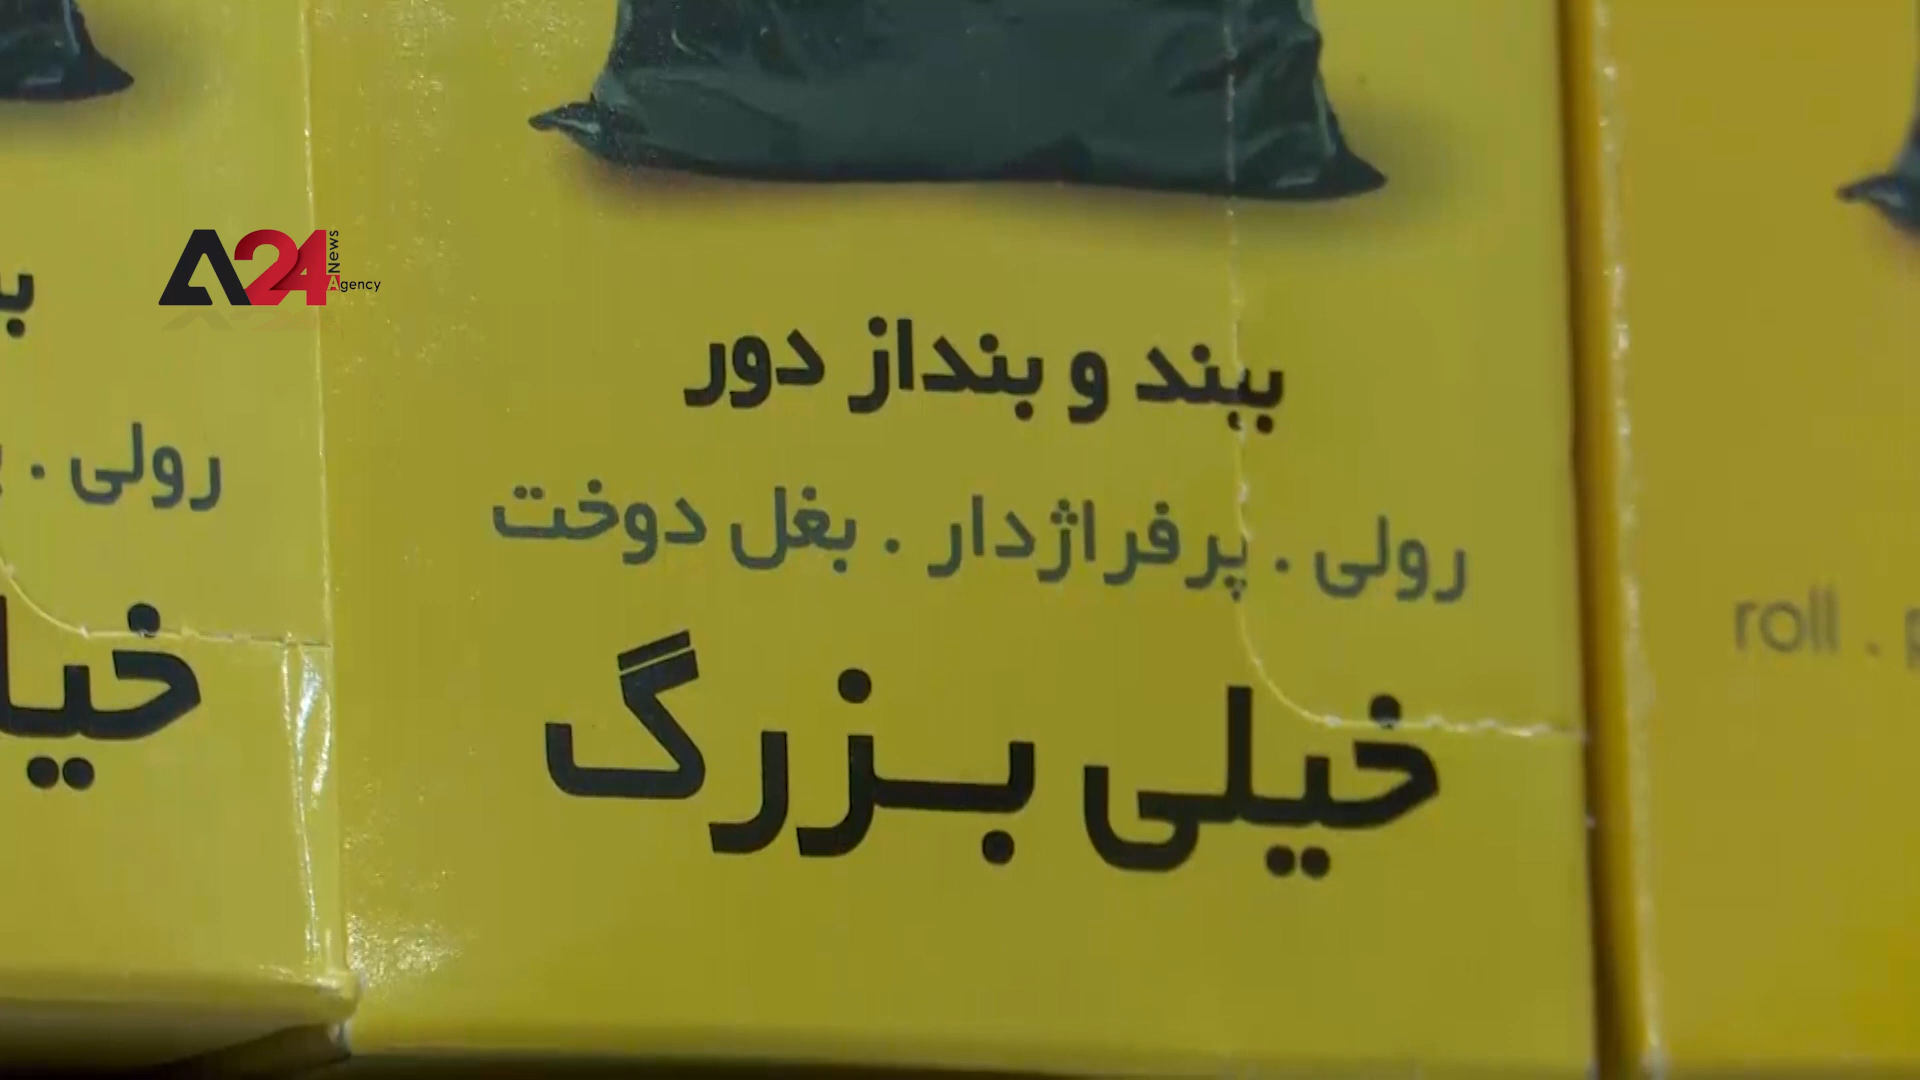 A24 News Agency
ببند و بنداز دور
رولی . پرفراژدار . بغل دوخت
خیلی بـزرگ
رولی .
roll .